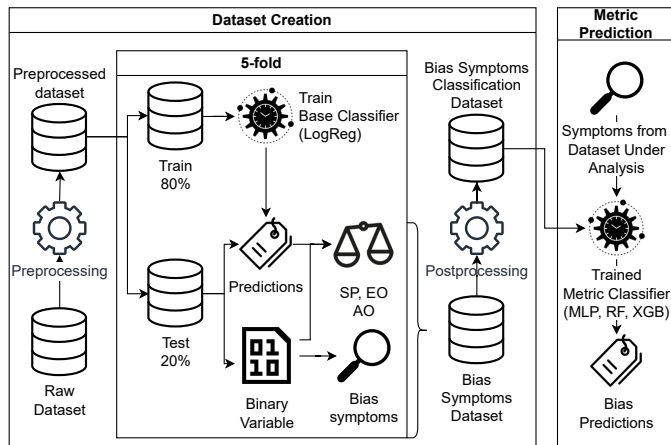 Dataset Creation
Metric
Prediction
5-fold
Preprocessed
dataset
Train
80%
Train
Base Classifier
(LogReg)
Bias Symptoms
Classification
Dataset
Symptoms from
Dataset Under
Analysis
Preprocessing
Predictions
SP, EO
AO
Postprocessing
Trained
Metric Classifier
(MLP, RF, XGB)
Test
20%
01
10
Raw
Dataset
Binary
Variable
Bias
symptoms
Bias
Symptoms
Dataset
Bias
Predictions